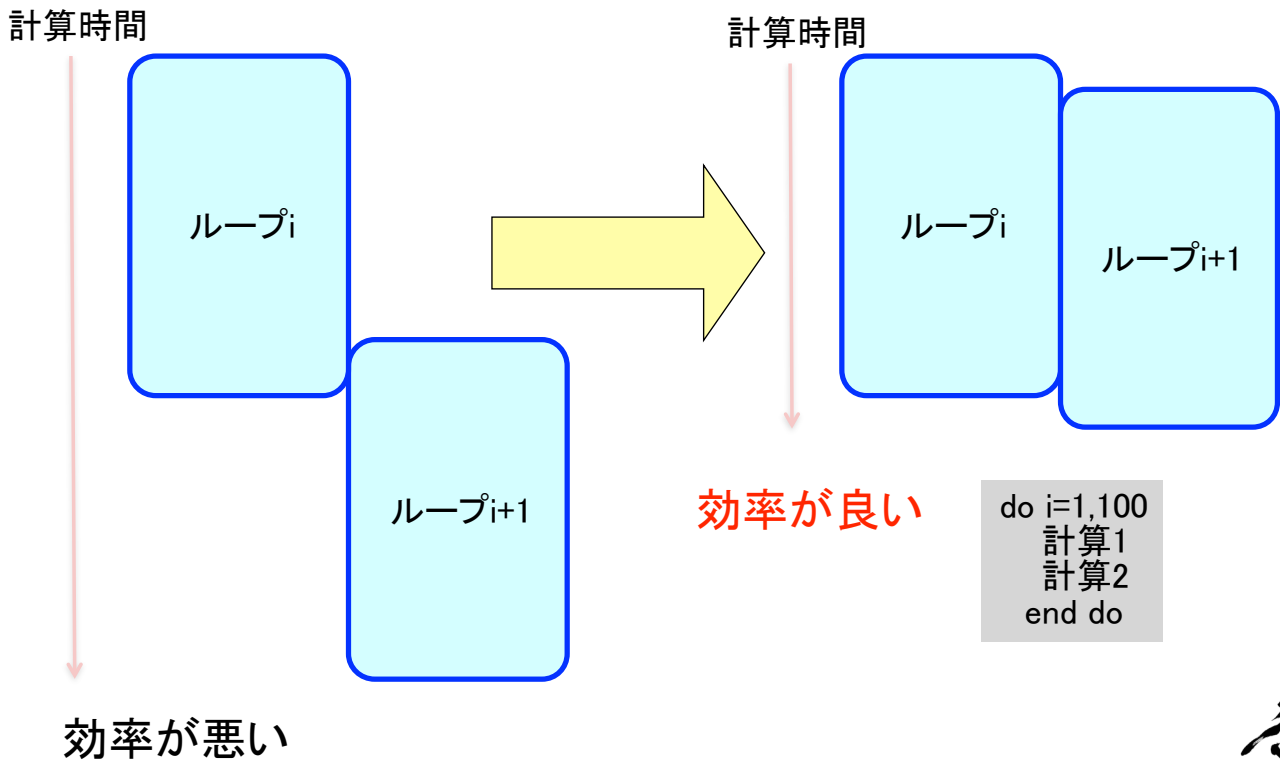 計算時間
ループi
ループi+1
効率が悪い
計算時間
ループi
ループi+1
効率が良い
do i=1,100
計算1
計算2
end do